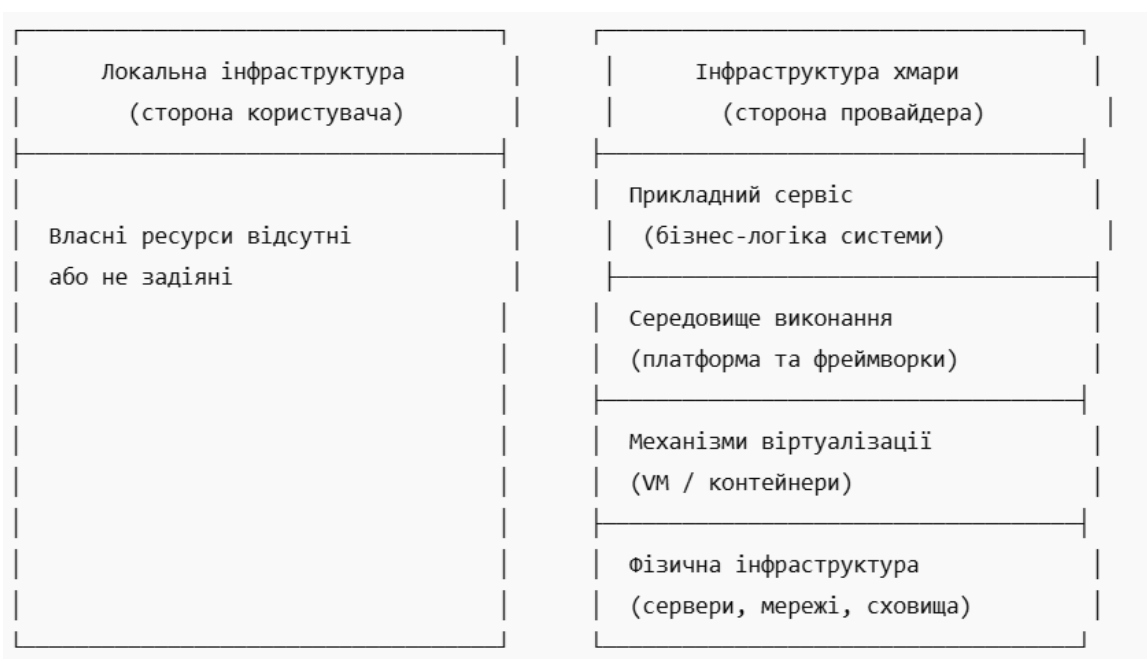 Локальна інфраструктура
(сторона користувача)
Власні ресурси відсутні
або не задіяні
Інфраструктура хмари
(сторона провайдера)
Прикладний сервіс
(бізнес-логіка системи)
Середовище виконання
(платформа та фреймворки)
Механізми віртуалізації
(VM / контейнери)
Фізична інфраструктура
(сервери, мережі, сховища)